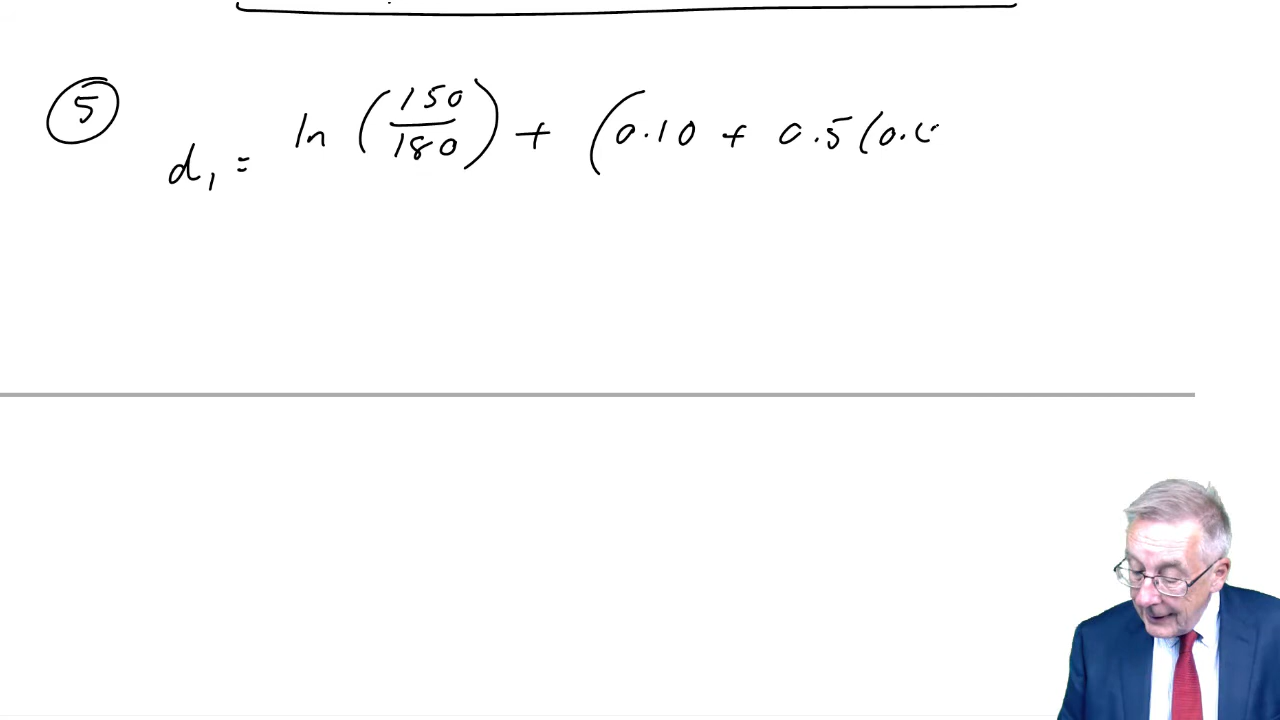 ⑤ d₁ = ln (150/180) + (0.10 + 0.5(0.